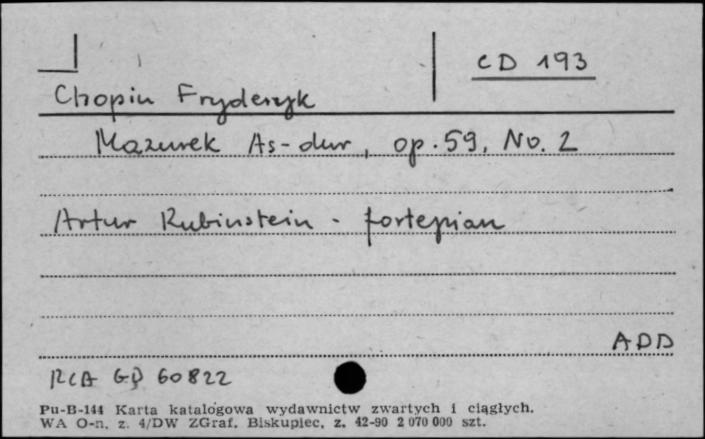 CD 193
Chopin Fryderyk
Mazurek As-dur, op. 59, No. 2
Artur Rubinstein - fortepian
ADD
RCA GD 60822
Pu-B-144 Karta katalogowa wydawnictw zwartych i ciągłych.
WA O-n. z. 4/DW ZGraf. Biskupiec, z. 42-90 2 070 000 szt.